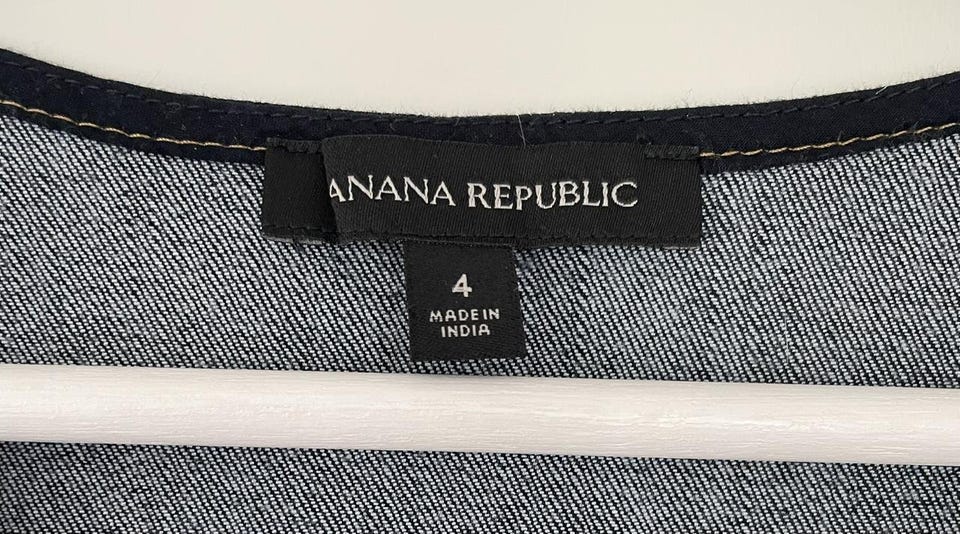 ANANA REPUBLIC
4
MADE IN
INDIA